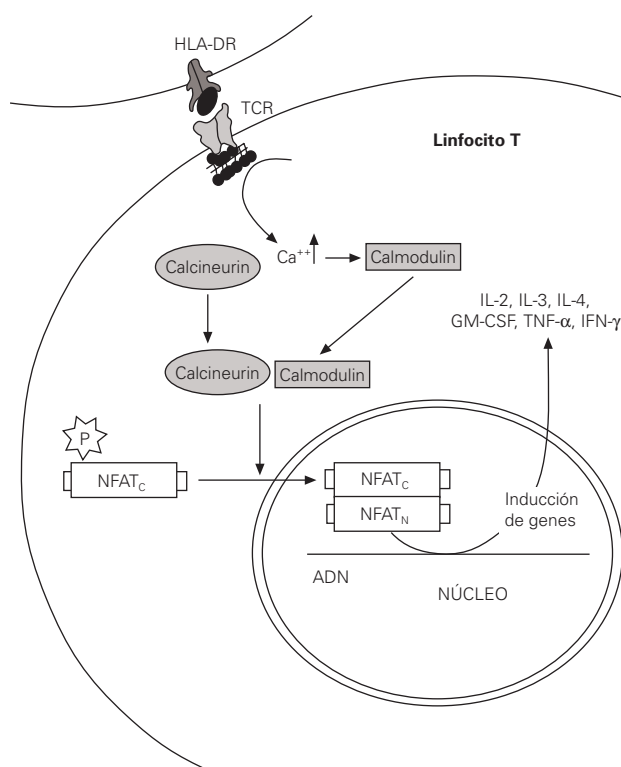 HLA-DR
TCR
Linfocito T
Calcineurin
Ca++
Calmodulin
IL-2, IL-3, IL-4,
GM-CSF, TNF-α, IFN-γ
Calcineurin
Calmodulin
P
NFATC
NFATC
NFATN
Inducción
de genes
ADN
NÚCLEO